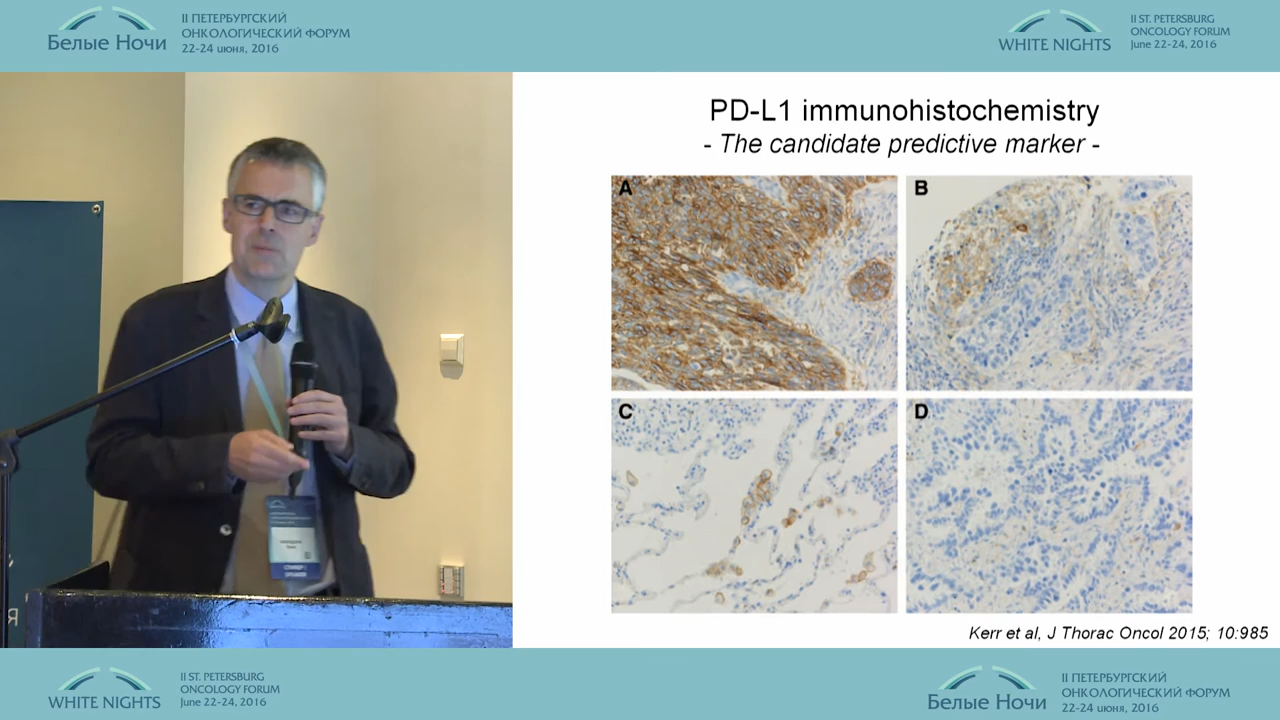 II ПЕТЕРБУРГСКИЙ
ОНКОЛОГИЧЕСКИЙ ФОРУМ
Белые Ночи
22-24 июня, 2016
II ST. PETERSBURG
ONCOLOGY FORUM
WHITE NIGHTS
June 22-24, 2016
PD-L1 immunohistochemistry
- The candidate predictive marker -
A
B
C
D
Kerr et al, J Thorac Oncol 2015; 10:985
СПИКЕР
SPEAKER
II ST. PETERSBURG
ONCOLOGY FORUM
WHITE NIGHTS
June 22-24, 2016
II ПЕТЕРБУРГСКИЙ
ОНКОЛОГИЧЕСКИЙ ФОРУМ
Белые Ночи
22-24 июня, 2016